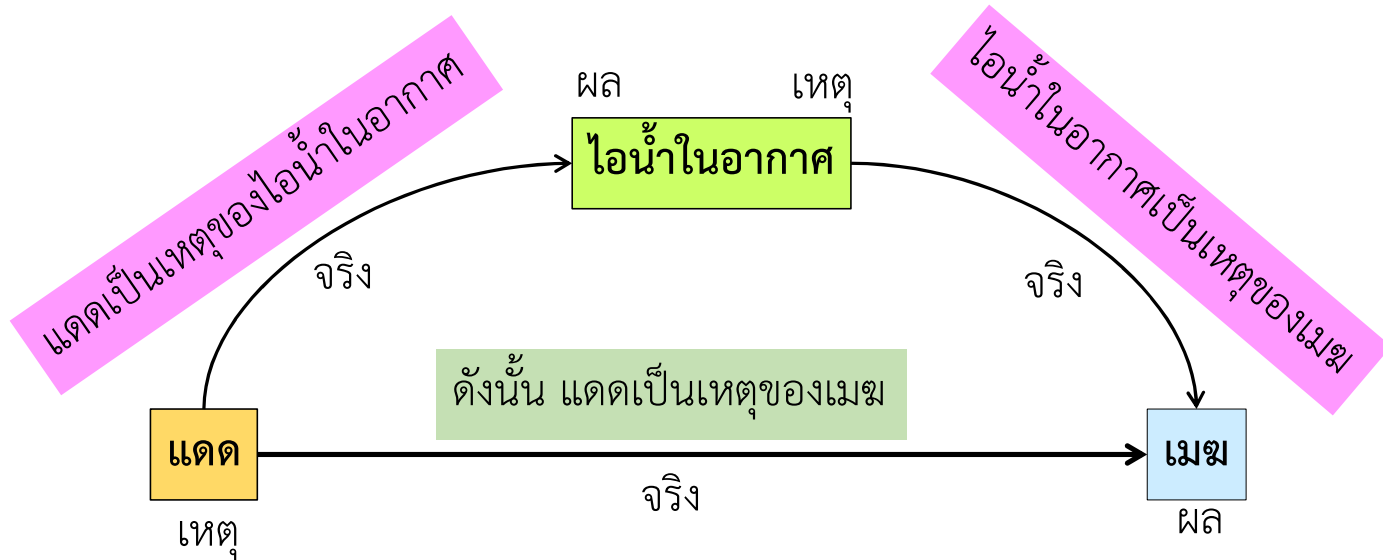 แดดเป็นเหตุของไอน้ำในอากาศ
ผล
เหตุ
ไอน้ำในอากาศ
ไอน้ำในอากาศเป็นเหตุของเมฆ
จริง
จริง
ดังนั้น แดดเป็นเหตุของเมฆ
แดด
เมฆ
จริง
เหตุ
ผล